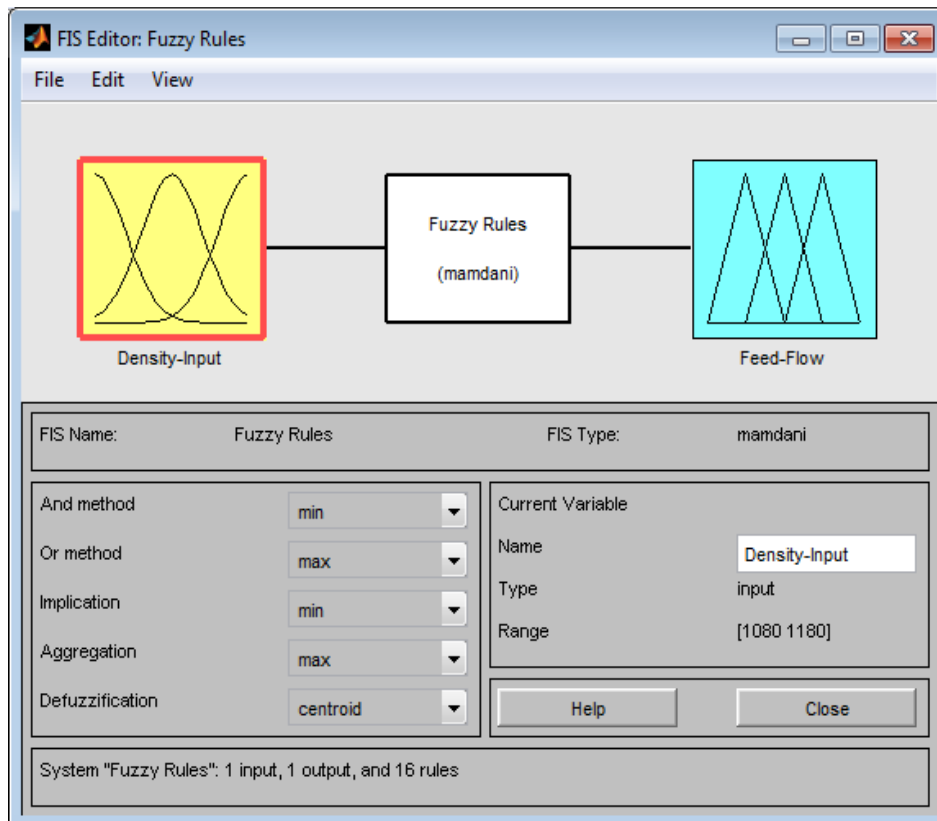 FIS Editor: Fuzzy Rules
File Edit View
Fuzzy Rules
(mamdani)
Density-Input
Feed-Flow
FIS Name: Fuzzy Rules FIS Type: mamdani
And method min
Or method max
Implication min
Aggregation max
Defuzzification centroid
Current Variable
Name Density-Input
Type input
Range [1080 1180]
Help Close
System "Fuzzy Rules": 1 input, 1 output, and 16 rules